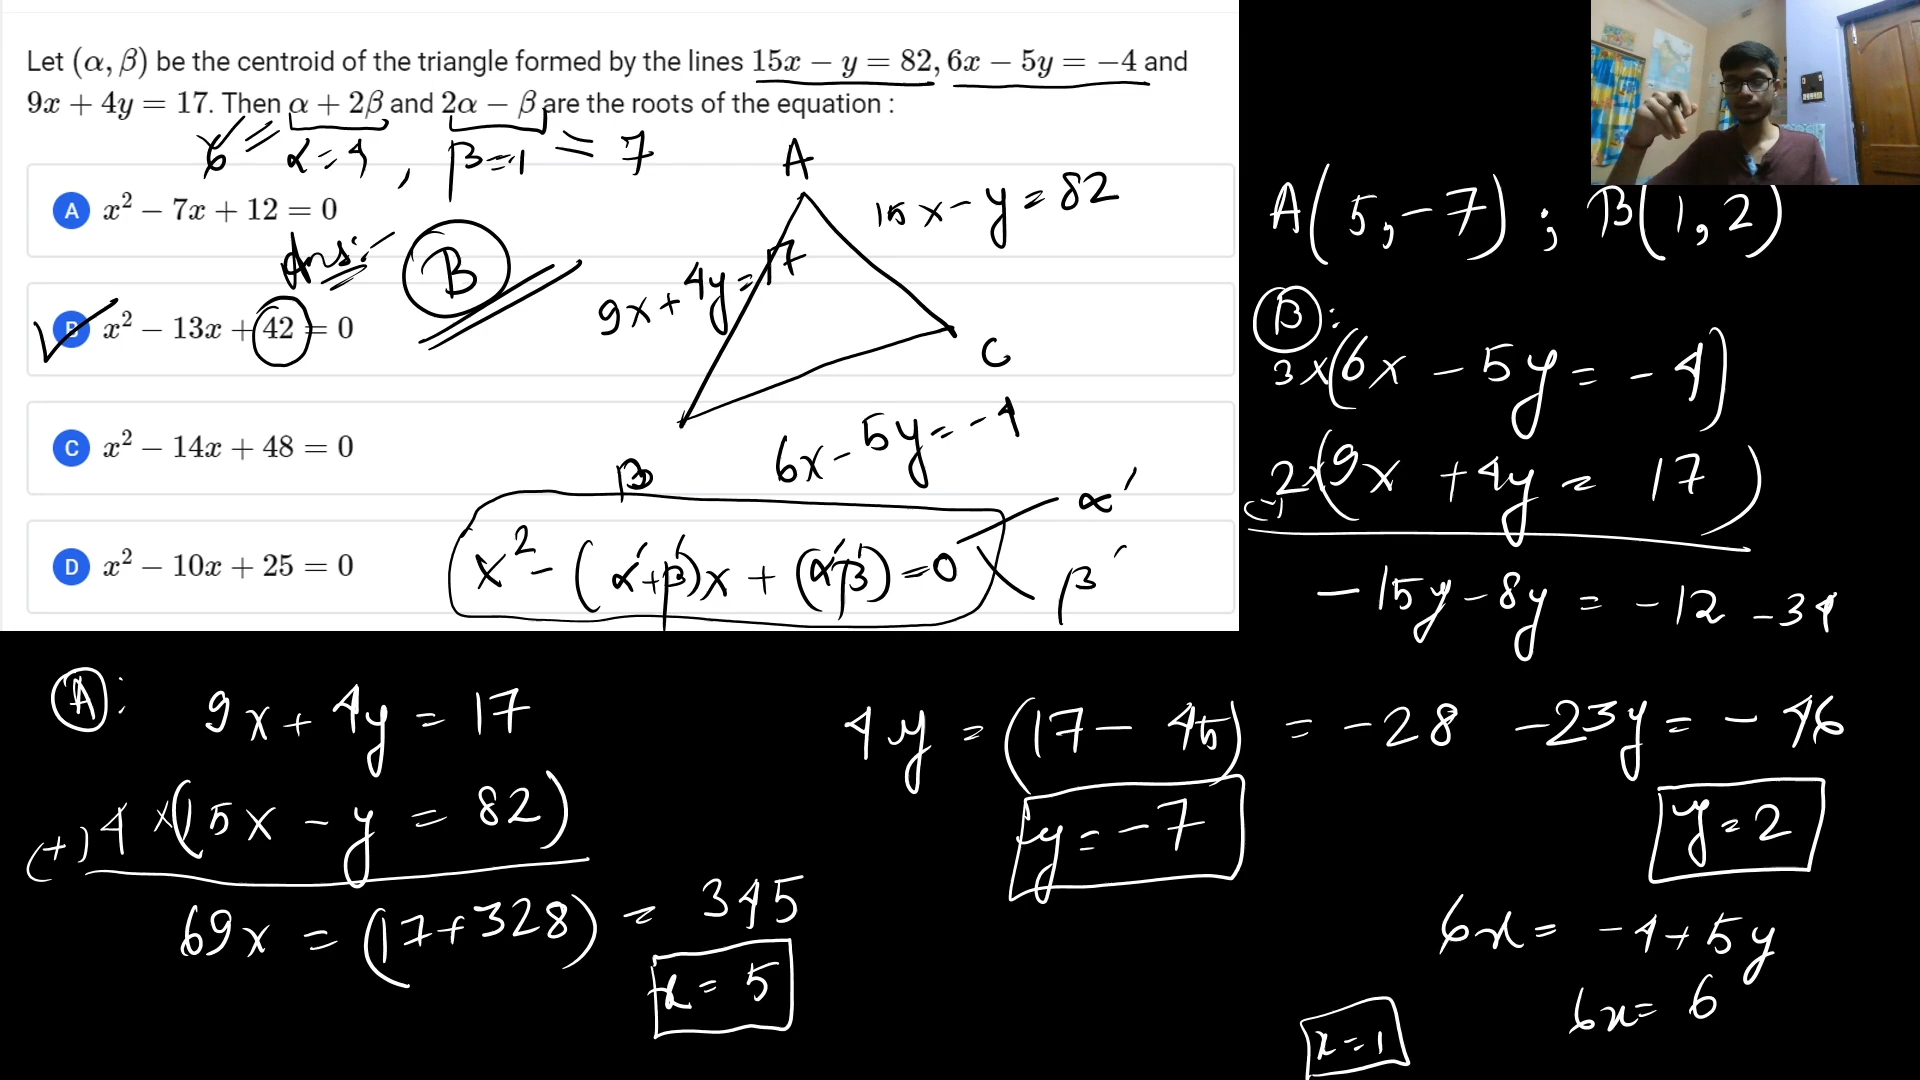 Let (α, β) be the centroid of the triangle formed by the lines 15x − y = 82, 6x − 5y = −4 and
9x + 4y = 17. Then α + 2β and 2α − β are the roots of the equation :
6 = α = 4 , β = 1 = 7
A x² − 7x + 12 = 0
Ans:- B
B x² − 13x + 42 = 0
C x² − 14x + 48 = 0
D x² − 10x + 25 = 0
A
15x − y = 82
9x + 4y = 17
C
6x − 5y = −4
B
x² − (α′+β′)x + (α′β′) = 0
α′
β′
A(5, −7) ; B(1, 2)
B :
3×(6x − 5y = −4)
(−) 2×(9x + 4y = 17)
−15y − 8y = −12 −34
−23y = −46
y = 2
6x = −4+5y
6x = 6
x = 1
A :
9x + 4y = 17
(+) 4×(15x − y = 82)
69x = (17+328) = 345
x = 5
4y = (17 − 45) = −28
y = −7